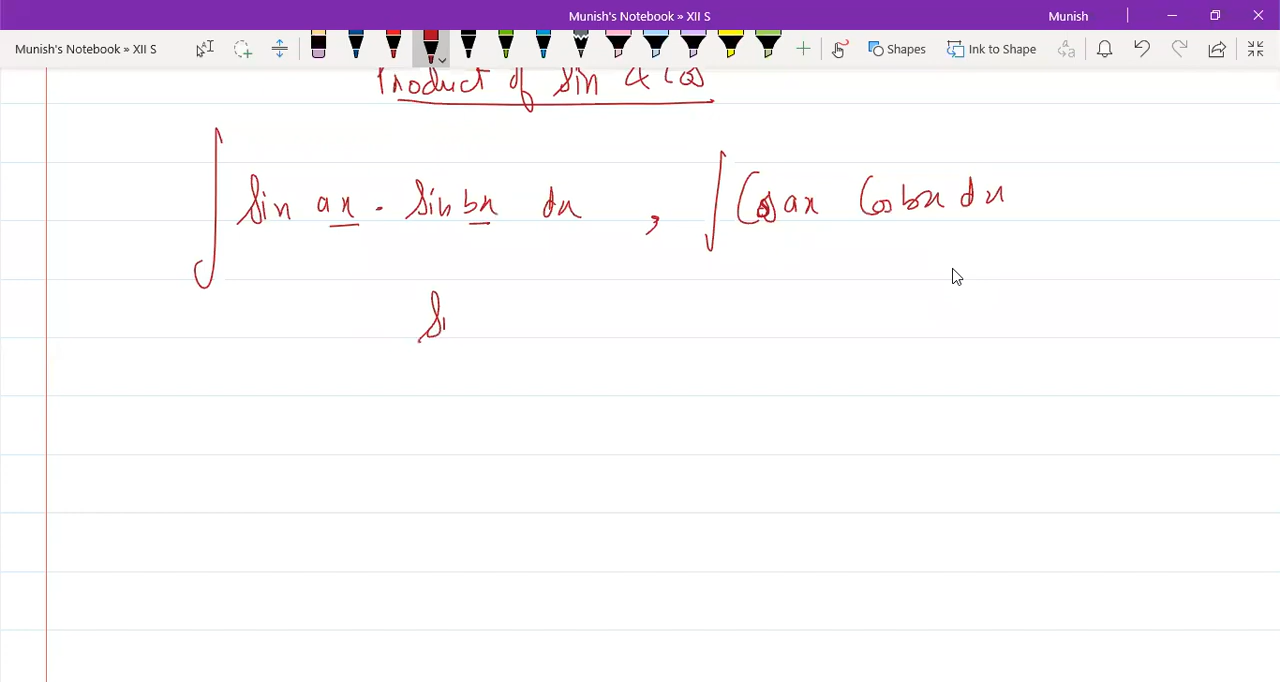 Munish's Notebook » XII S
Munish
Munish's Notebook » XII S
Shapes
Ink to Shape
Product of Sin & Cos
∫ Sin ax . Sin bx dx , ∫ Cos ax Cos bx dx
Si